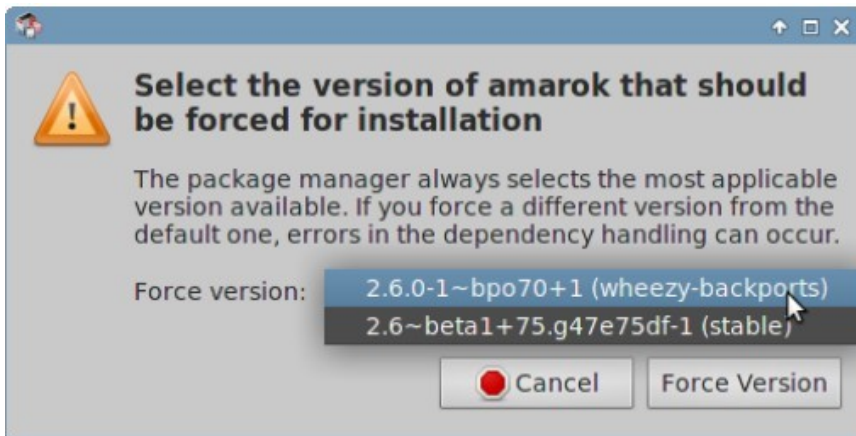 Select the version of amarok that should
be forced for installation
The package manager always selects the most applicable
version available. If you force a different version from the
default one, errors in the dependency handling can occur.
Force version: 2.6.0-1~bpo70+1 (wheezy-backports)
2.6~beta1+75.g47e75df-1 (stable)
Cancel Force Version